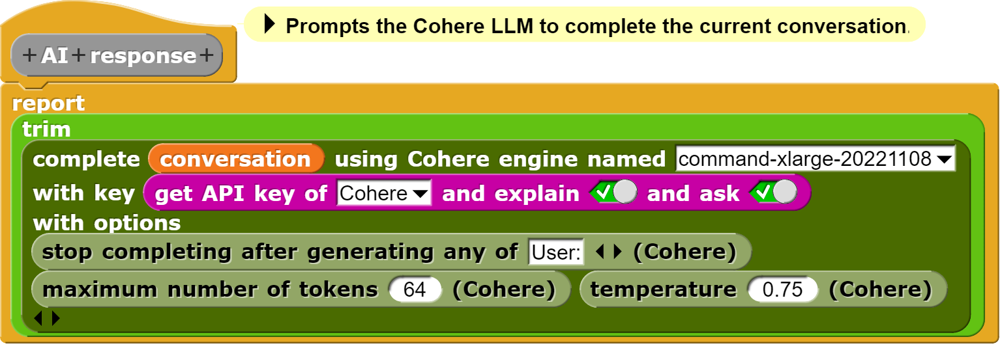 Prompts the Cohere LLM to complete the current conversation.
+ AI + response +
report
trim
complete conversation using Cohere engine named command-xlarge-20221108
with key get API key of Cohere and explain and ask
with options
stop completing after generating any of User: (Cohere)
maximum number of tokens 64 (Cohere) temperature 0.75 (Cohere)